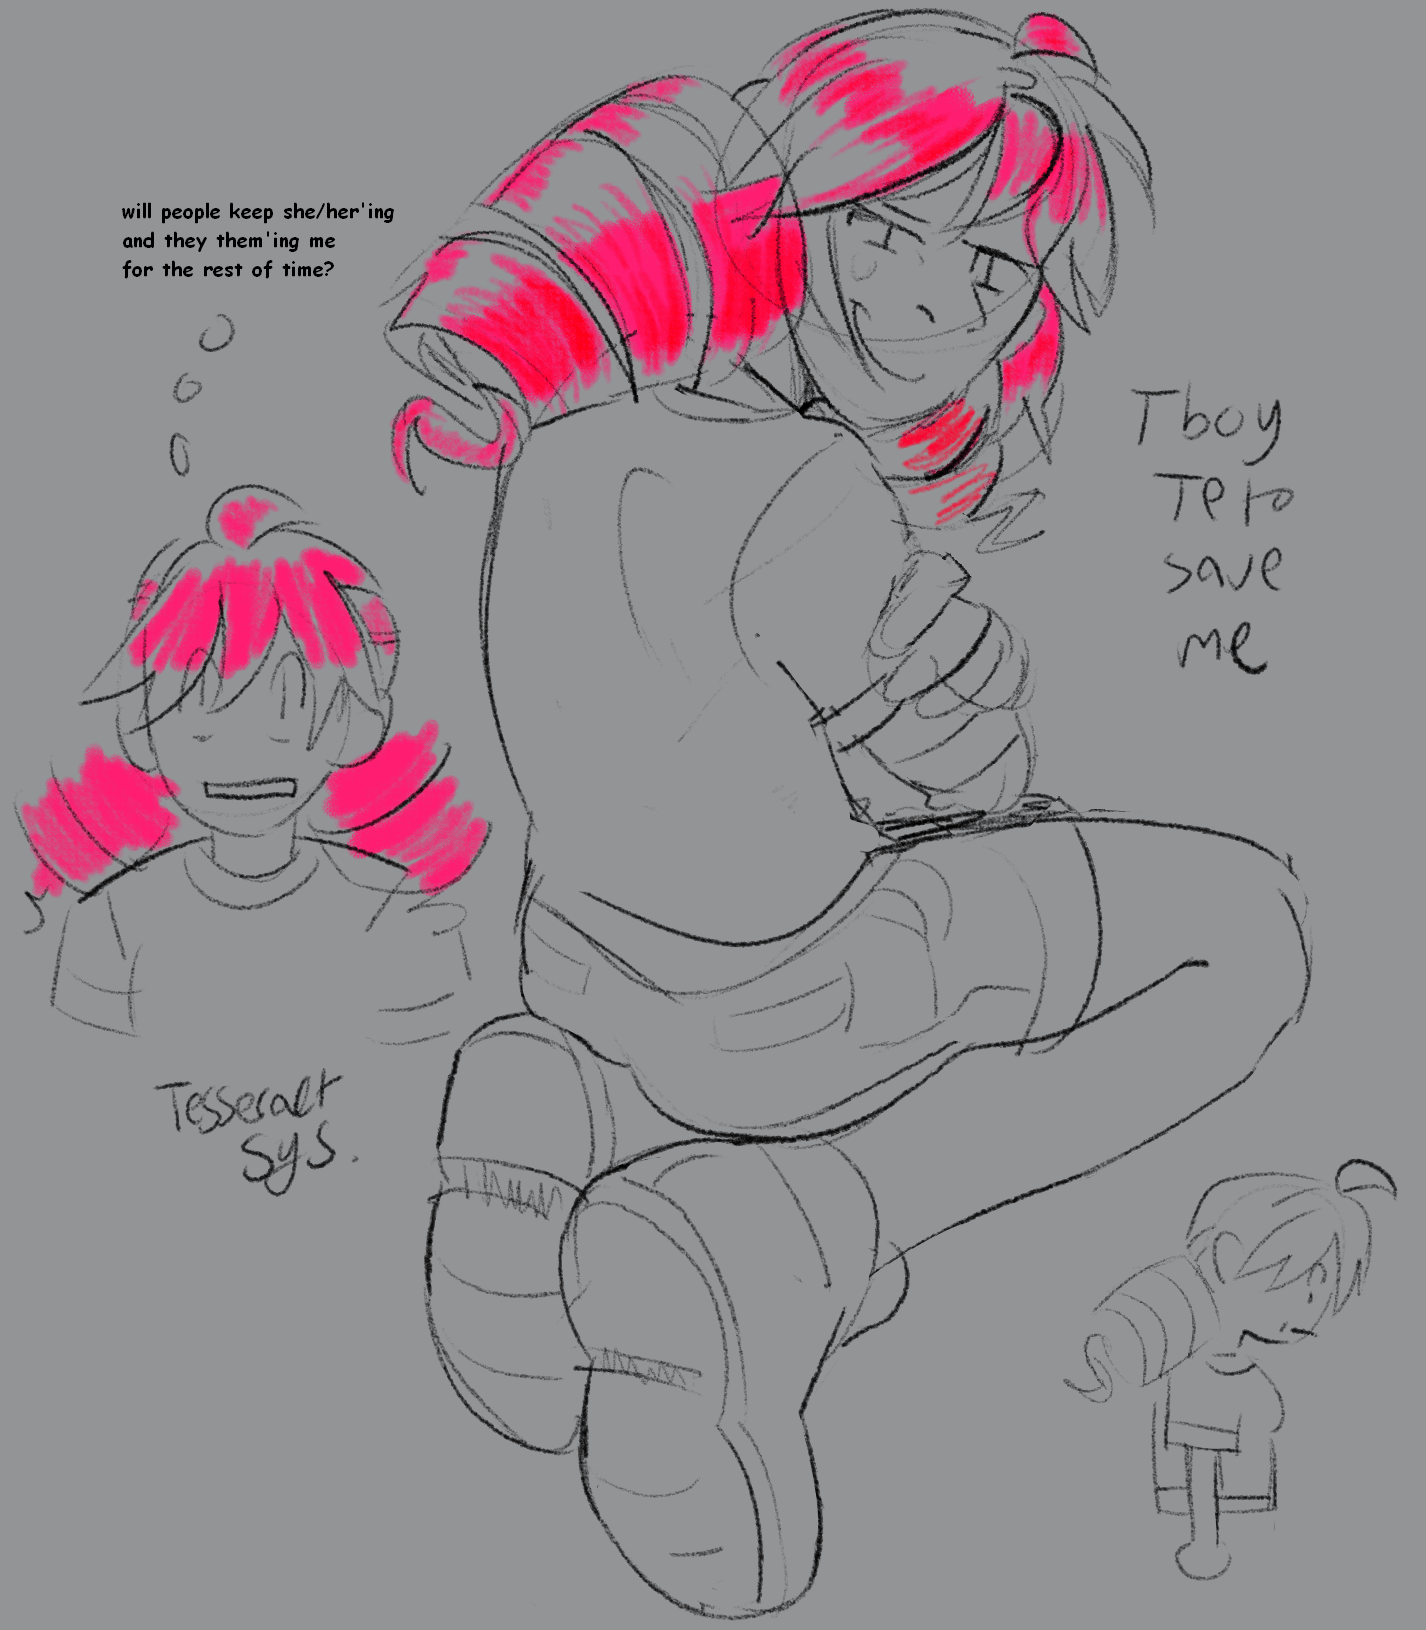 will people keep she/her'ing
and they them'ing me
for the rest of time?
Tboy
Teto
save
me
Tesseract
Sys.